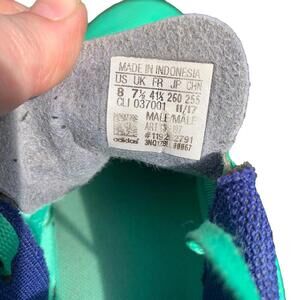 MADE IN INDONESIA
US UK FR JP CHN
8 7½ 41⅓ 260 255
CLI 037001 11/17
MALE/MALE
ART
adidas